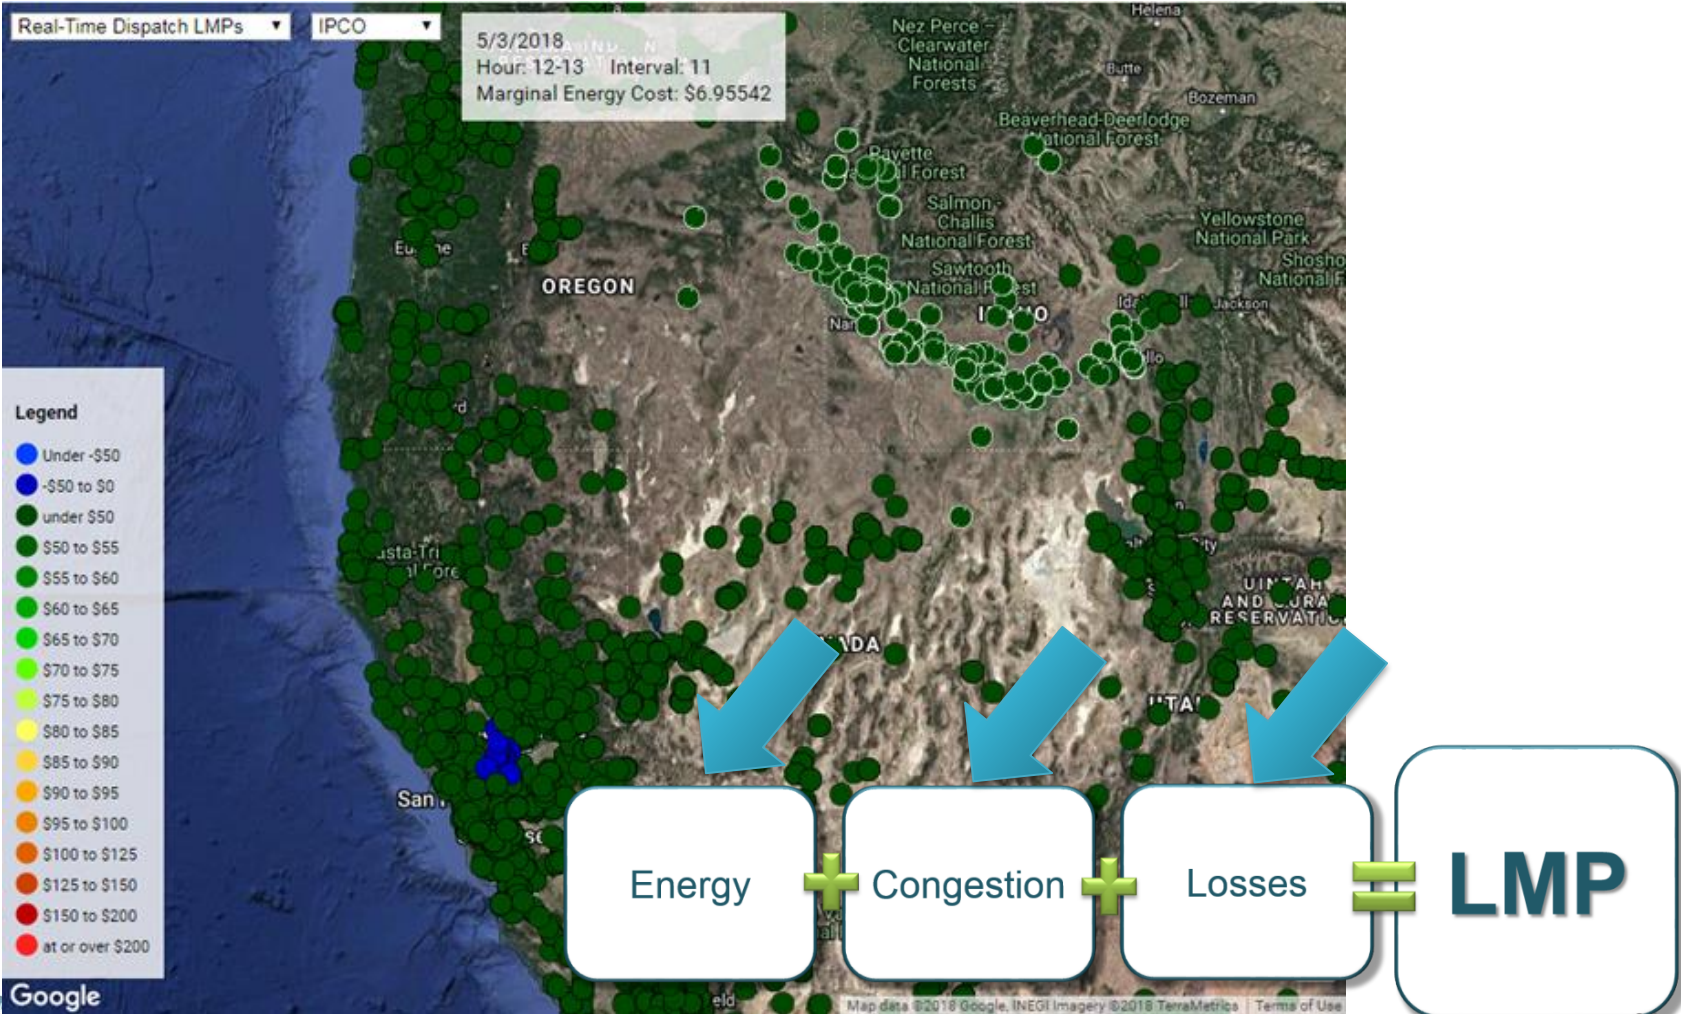 Real-Time Dispatch LMPs
IPCO
5/3/2018
Hour: 12-13 Interval: 11
Marginal Energy Cost: $6.95542
Helena
Nez Perce -
Clearwater
National
Forests
Butte
Bozeman
Beaverhead-Deerlodge
National Forest
Payette
Salmon -
Challis
National Forest
Yellowstone
National Park
Sawtooth
National
OREGON
Jackson
Legend
Under -$50
-$50 to $0
under $50
$50 to $55
$55 to $60
$60 to $65
$65 to $70
$70 to $75
$75 to $80
$80 to $85
$85 to $90
$90 to $95
$95 to $100
$100 to $125
$125 to $150
$150 to $200
at or over $200
UINTAH
AND
San
Energy
+
Congestion
+
Losses
=
LMP
Google
Map data ©2018 Google, INEGI Imagery ©2018 TerraMetrics
Terms of Use